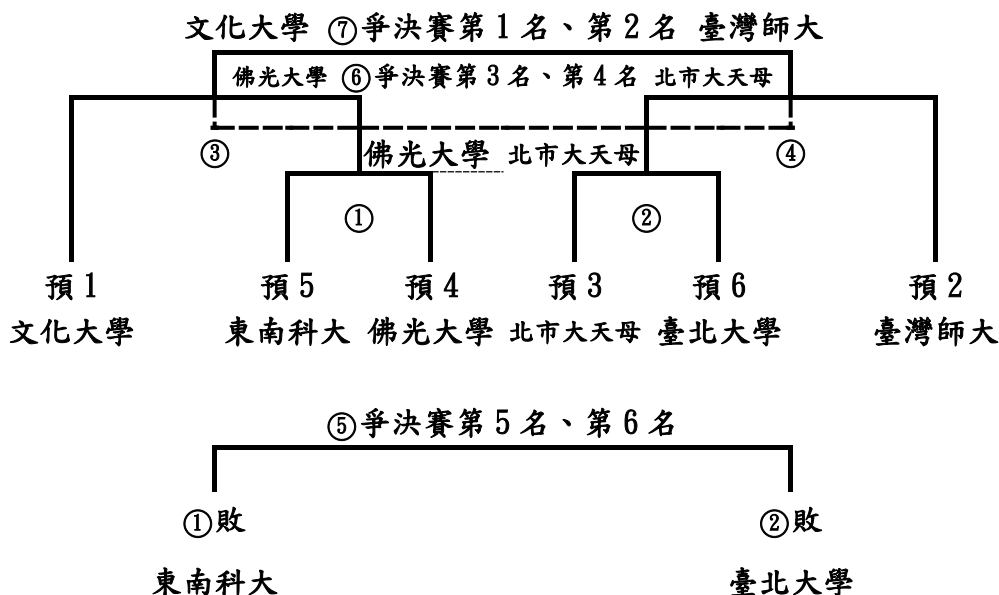 文化大學 ⑦爭決賽第1名、第2名 臺灣師大
佛光大學 ⑥爭決賽第3名、第4名 北市大天母
③ 佛光大學 北市大天母 ④
① ②
預1 預5 預4 預3 預6 預2
文化大學 東南科大 佛光大學 北市大天母 臺北大學 臺灣師大
⑤爭決賽第5名、第6名
①敗 ②敗
東南科大 臺北大學